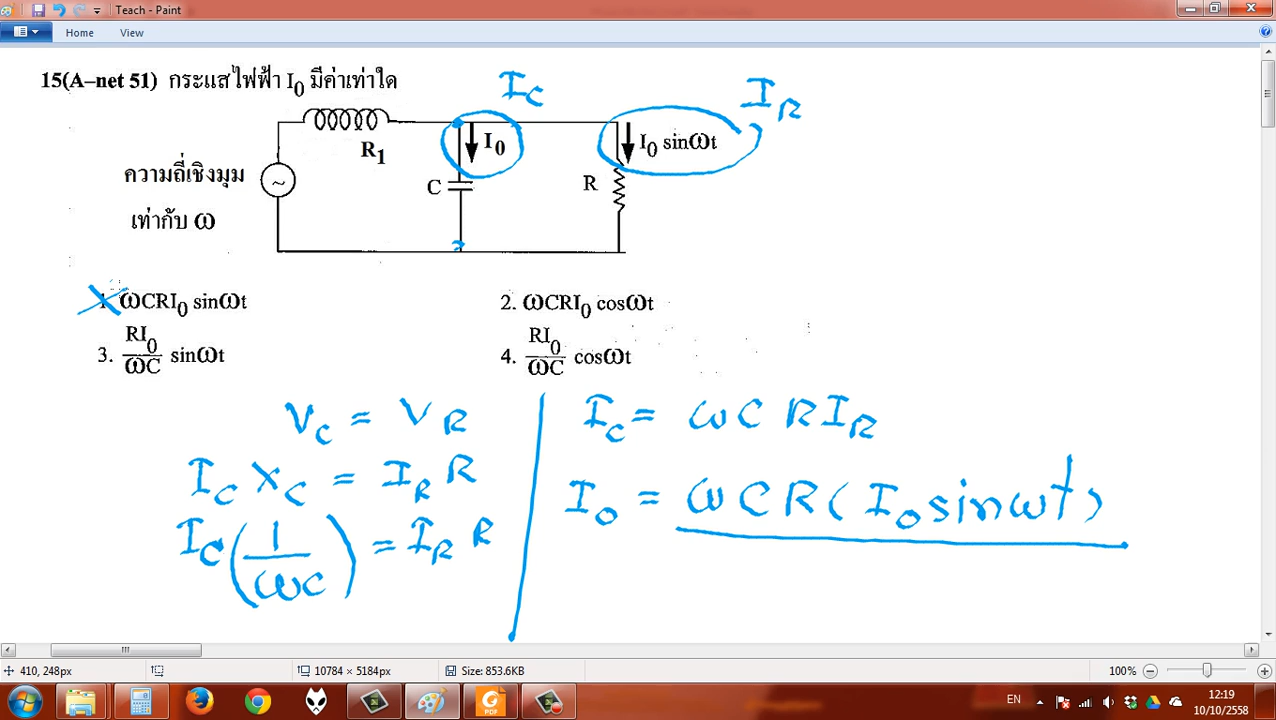 Teach - Paint
Home View
15(A–net 51) กระแสไฟฟ้า I0 มีค่าเท่าใด
IC
IR
I0
I0 sinωt
R1
ความถี่เชิงมุม
C
R
เท่ากับ ω
1. ωCRI0 sinωt
2. ωCRI0 cosωt
3. RI0/ωC sinωt
4. RI0/ωC cosωt
VC = VR
IC = ωCRIR
IC XC = IR R
I0 = ωCR(I0 sinωt)
IC(1/ωC) = IR R
410, 248px
10784 × 5184px
Size: 853.6KB
100%
PDF
EN
12:19
10/10/2558